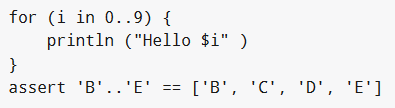 for (i in 0..9) {
    println ("Hello $i" )
}
assert 'B'..'E' == ['B', 'C', 'D', 'E']